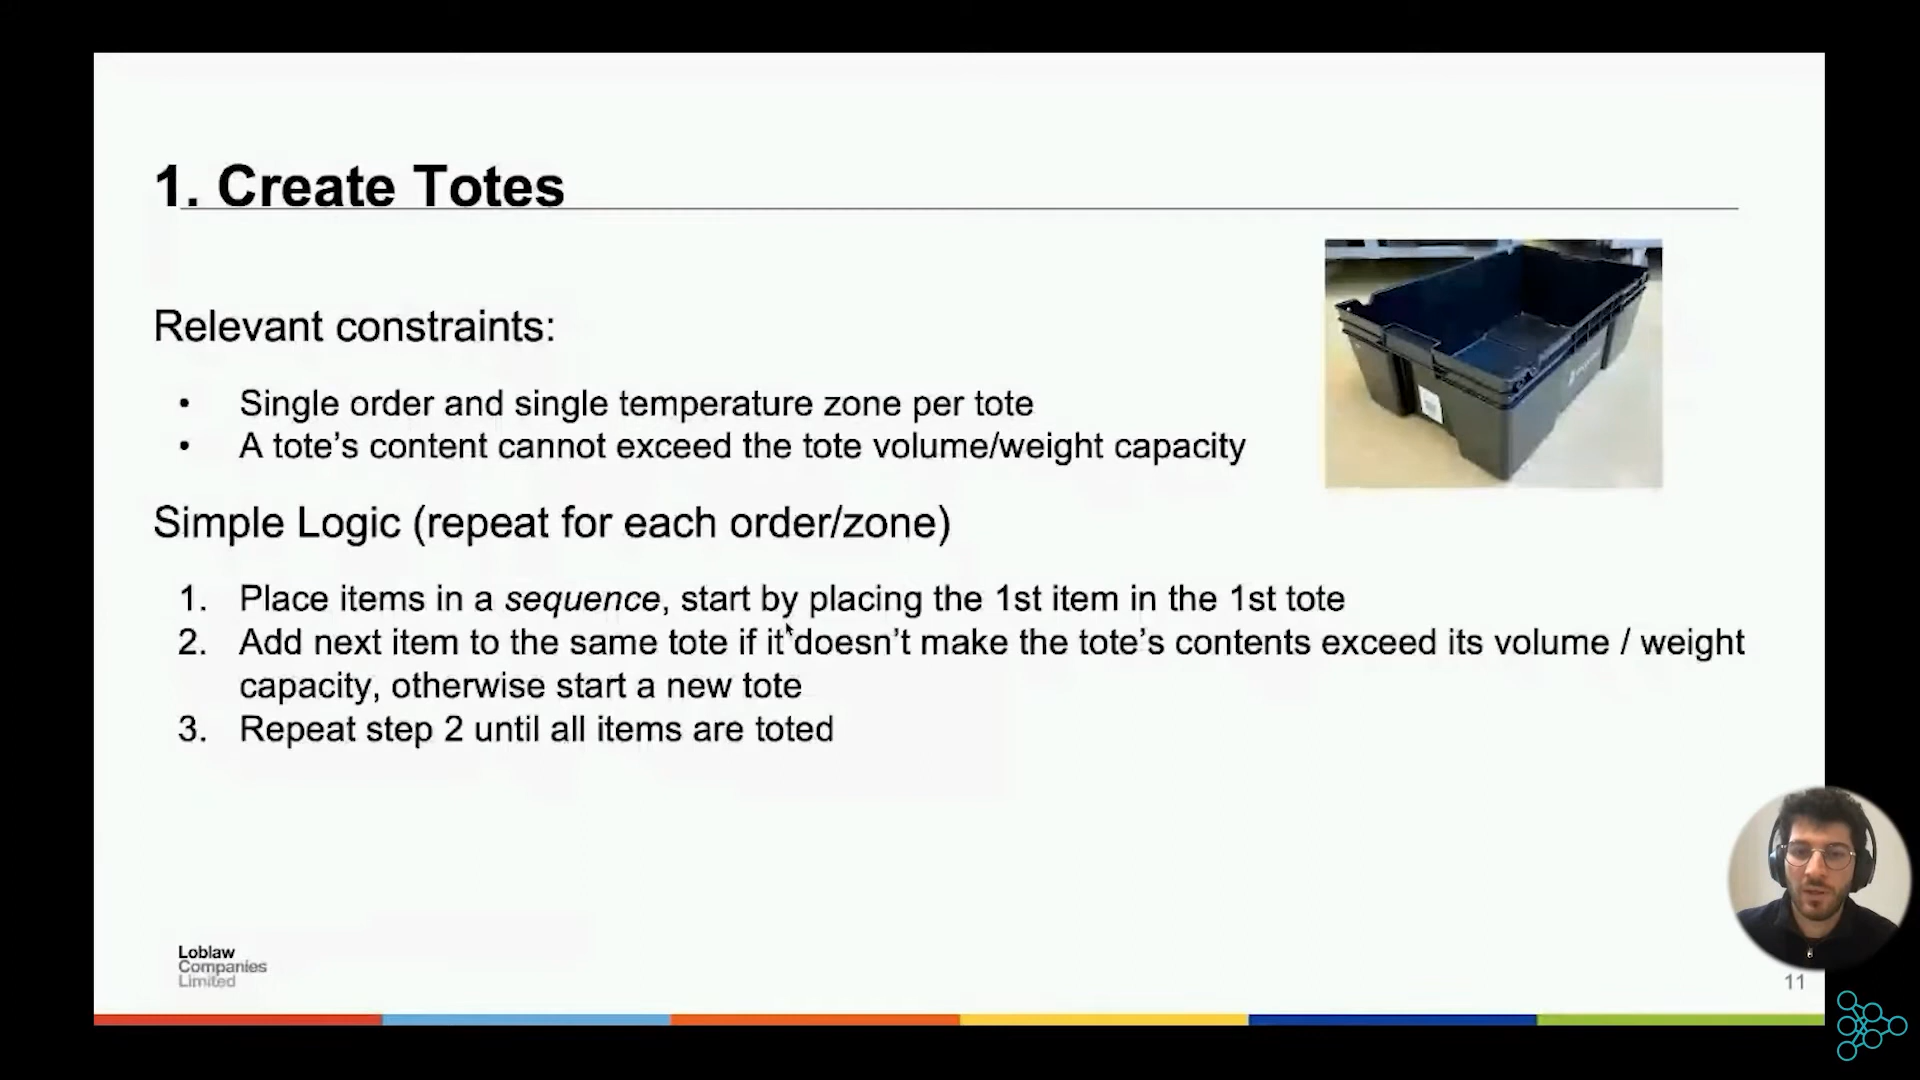 1. Create Totes
Relevant constraints:
• Single order and single temperature zone per tote
• A tote's content cannot exceed the tote volume/weight capacity
Simple Logic (repeat for each order/zone)
1. Place items in a sequence, start by placing the 1st item in the 1st tote
2. Add next item to the same tote if it doesn't make the tote's contents exceed its volume / weight
capacity, otherwise start a new tote
3. Repeat step 2 until all items are toted
Loblaw
Companies
Limited
11